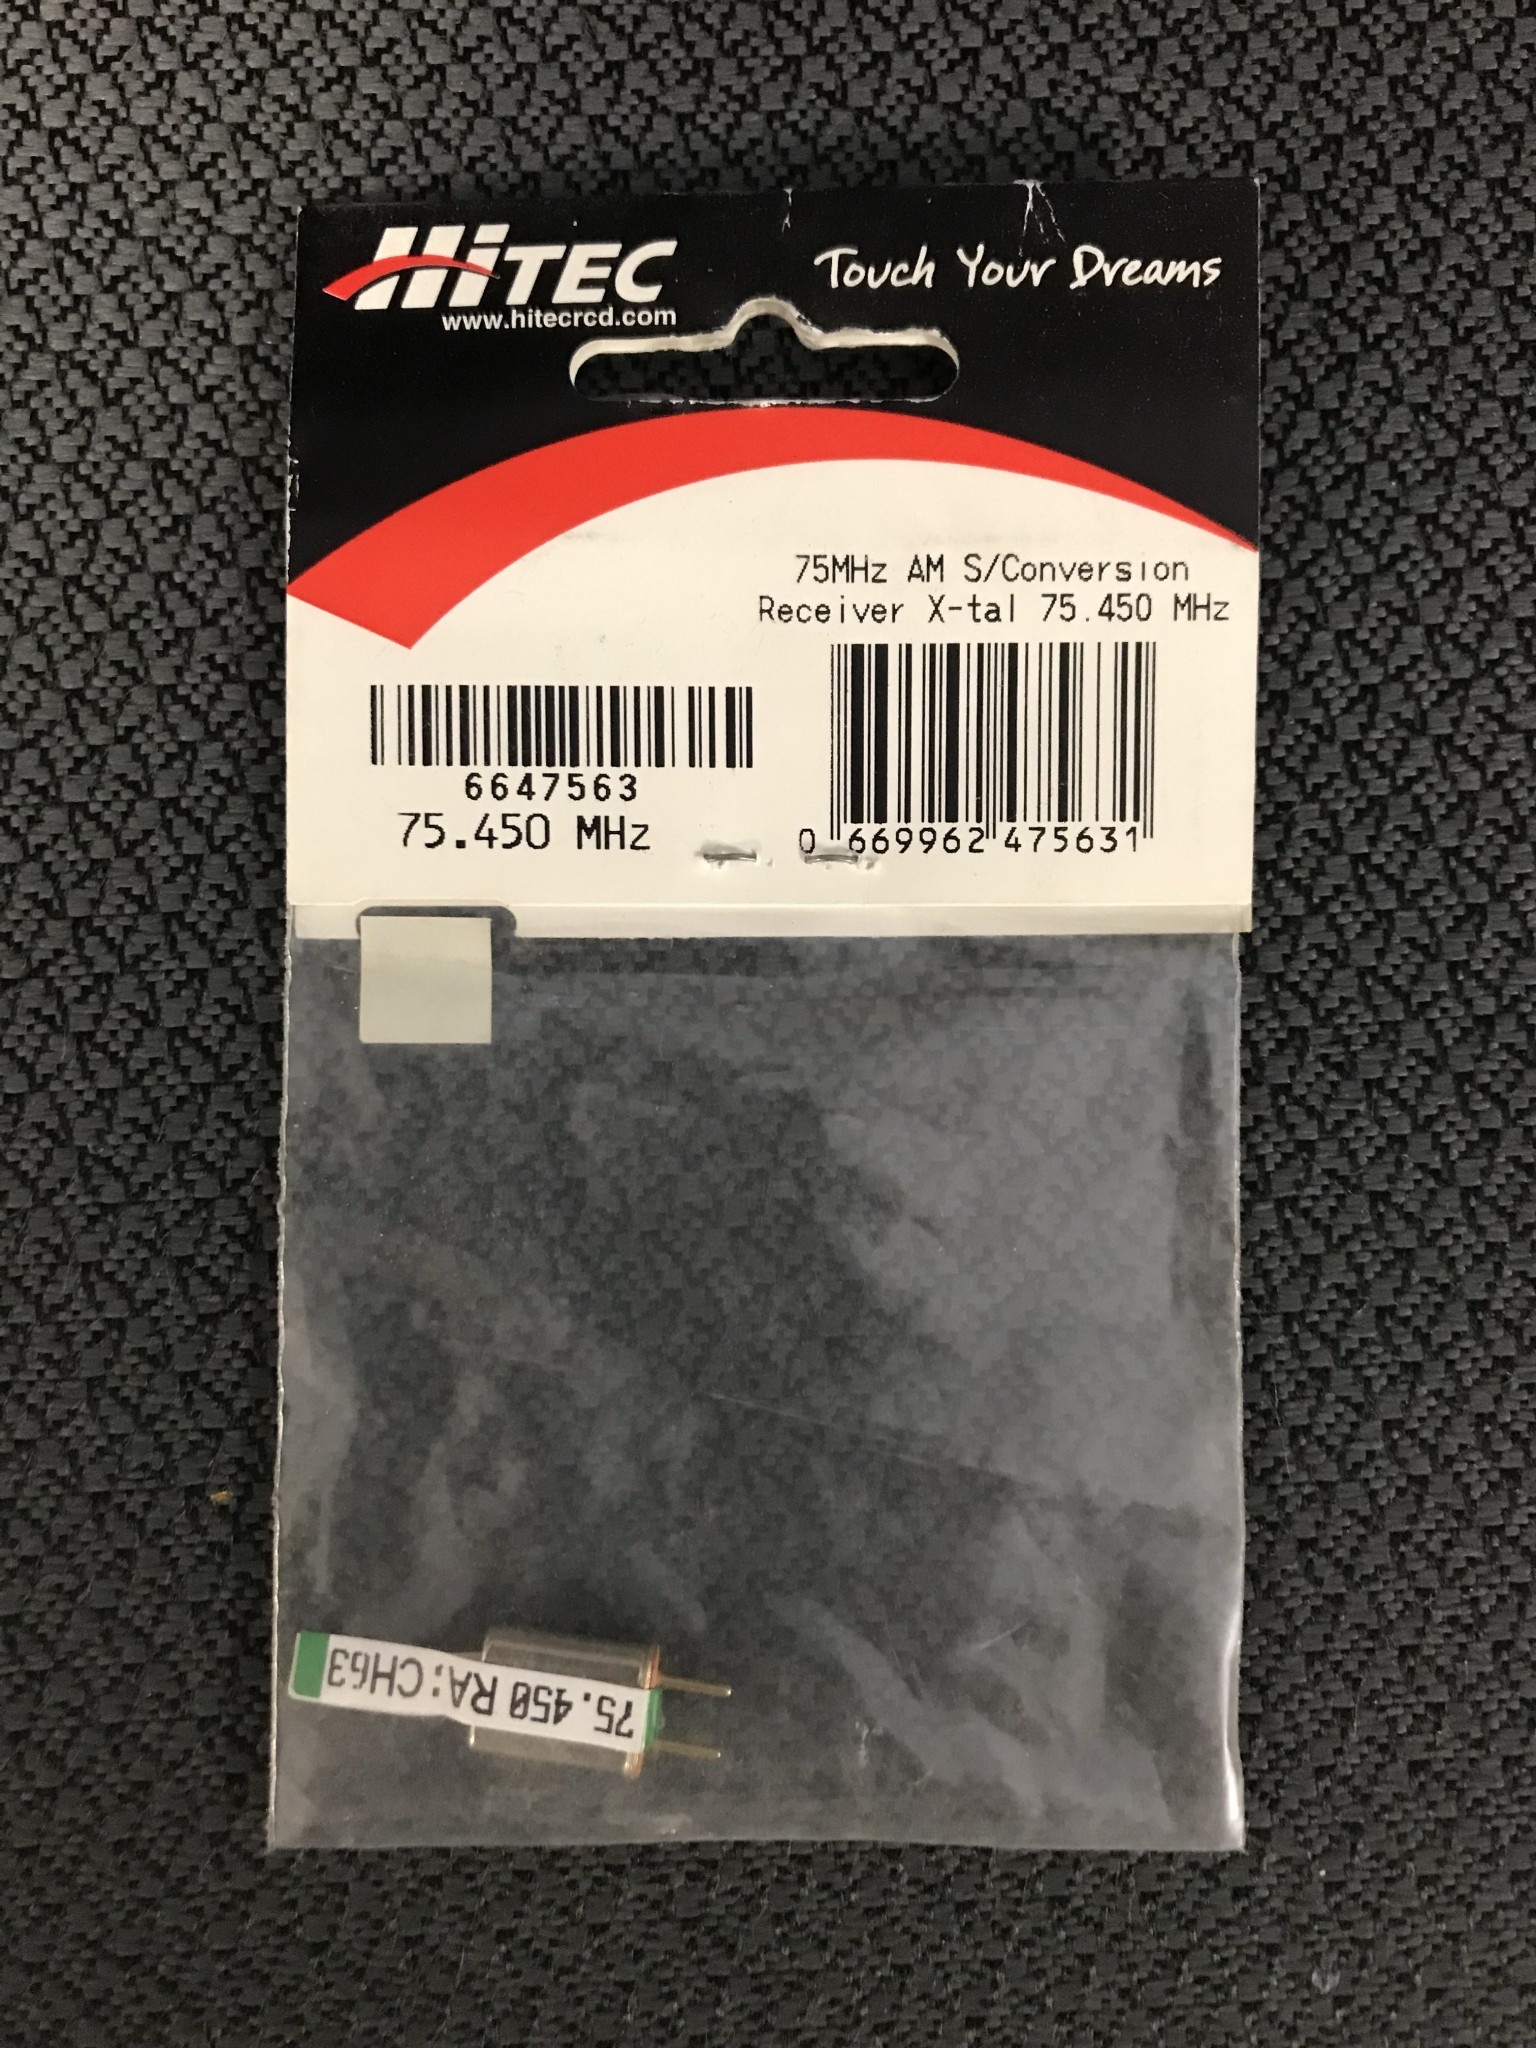 HiTEC
www.hitecrcd.com
Touch Your Dreams
75MHz AM S/Conversion
Receiver X-tal 75.450 MHz
6647563
75.450 MHz
0 669962 475631
75.450 RA:CH63